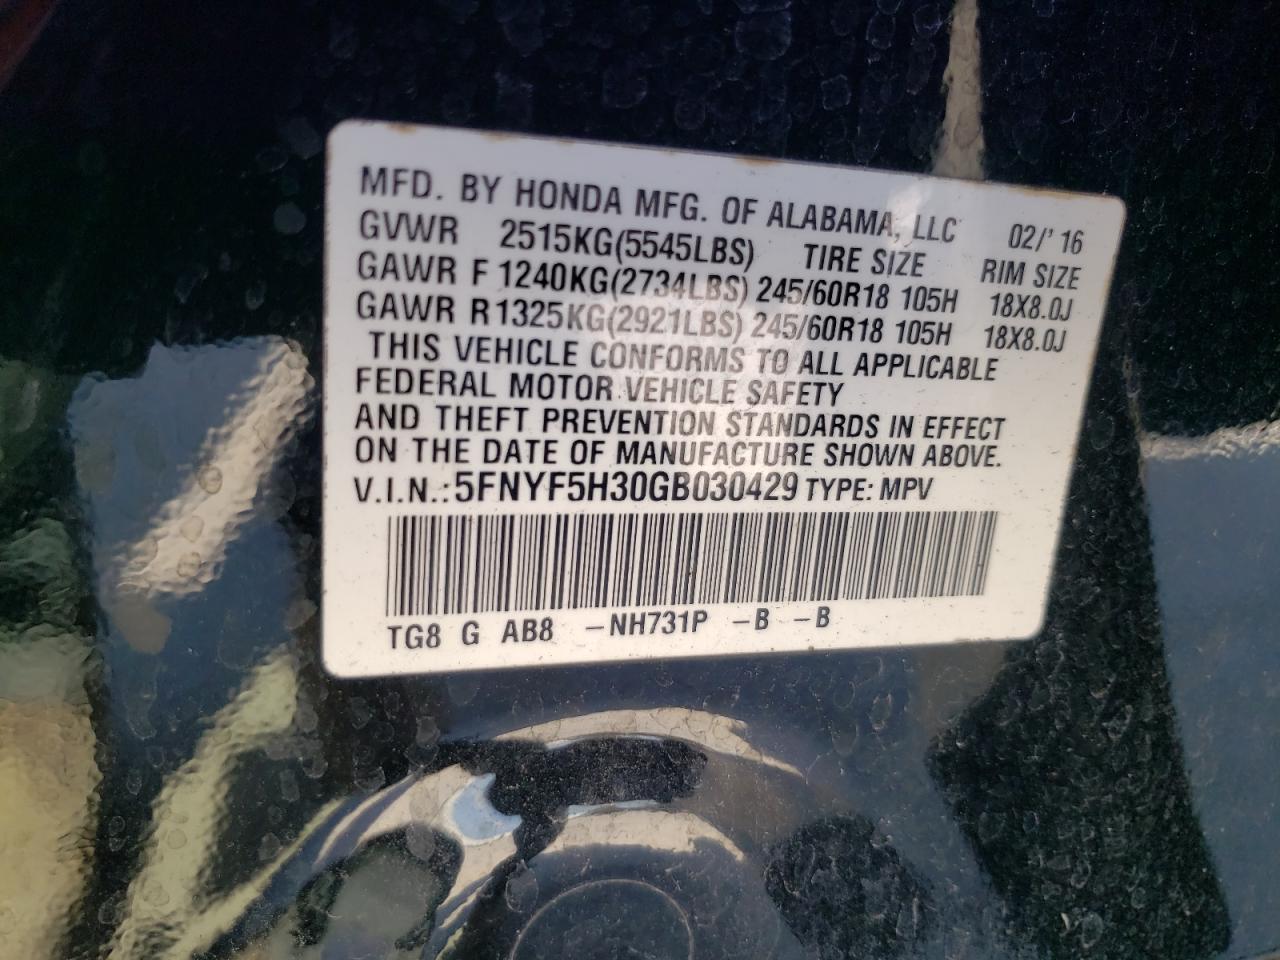 MFD. BY HONDA MFG. OF ALABAMA, LLC 02/'16
GVWR 2515KG(5545LBS) TIRE SIZE RIM SIZE
GAWR F 1240KG(2734LBS) 245/60R18 105H 18X8.0J
GAWR R 1325KG(2921LBS) 245/60R18 105H 18X8.0J
THIS VEHICLE CONFORMS TO ALL APPLICABLE
FEDERAL MOTOR VEHICLE SAFETY
AND THEFT PREVENTION STANDARDS IN EFFECT
ON THE DATE OF MANUFACTURE SHOWN ABOVE.
V.I.N.:5FNYF5H30GB030429 TYPE: MPV
TG8 G AB8 –NH731P –B –B